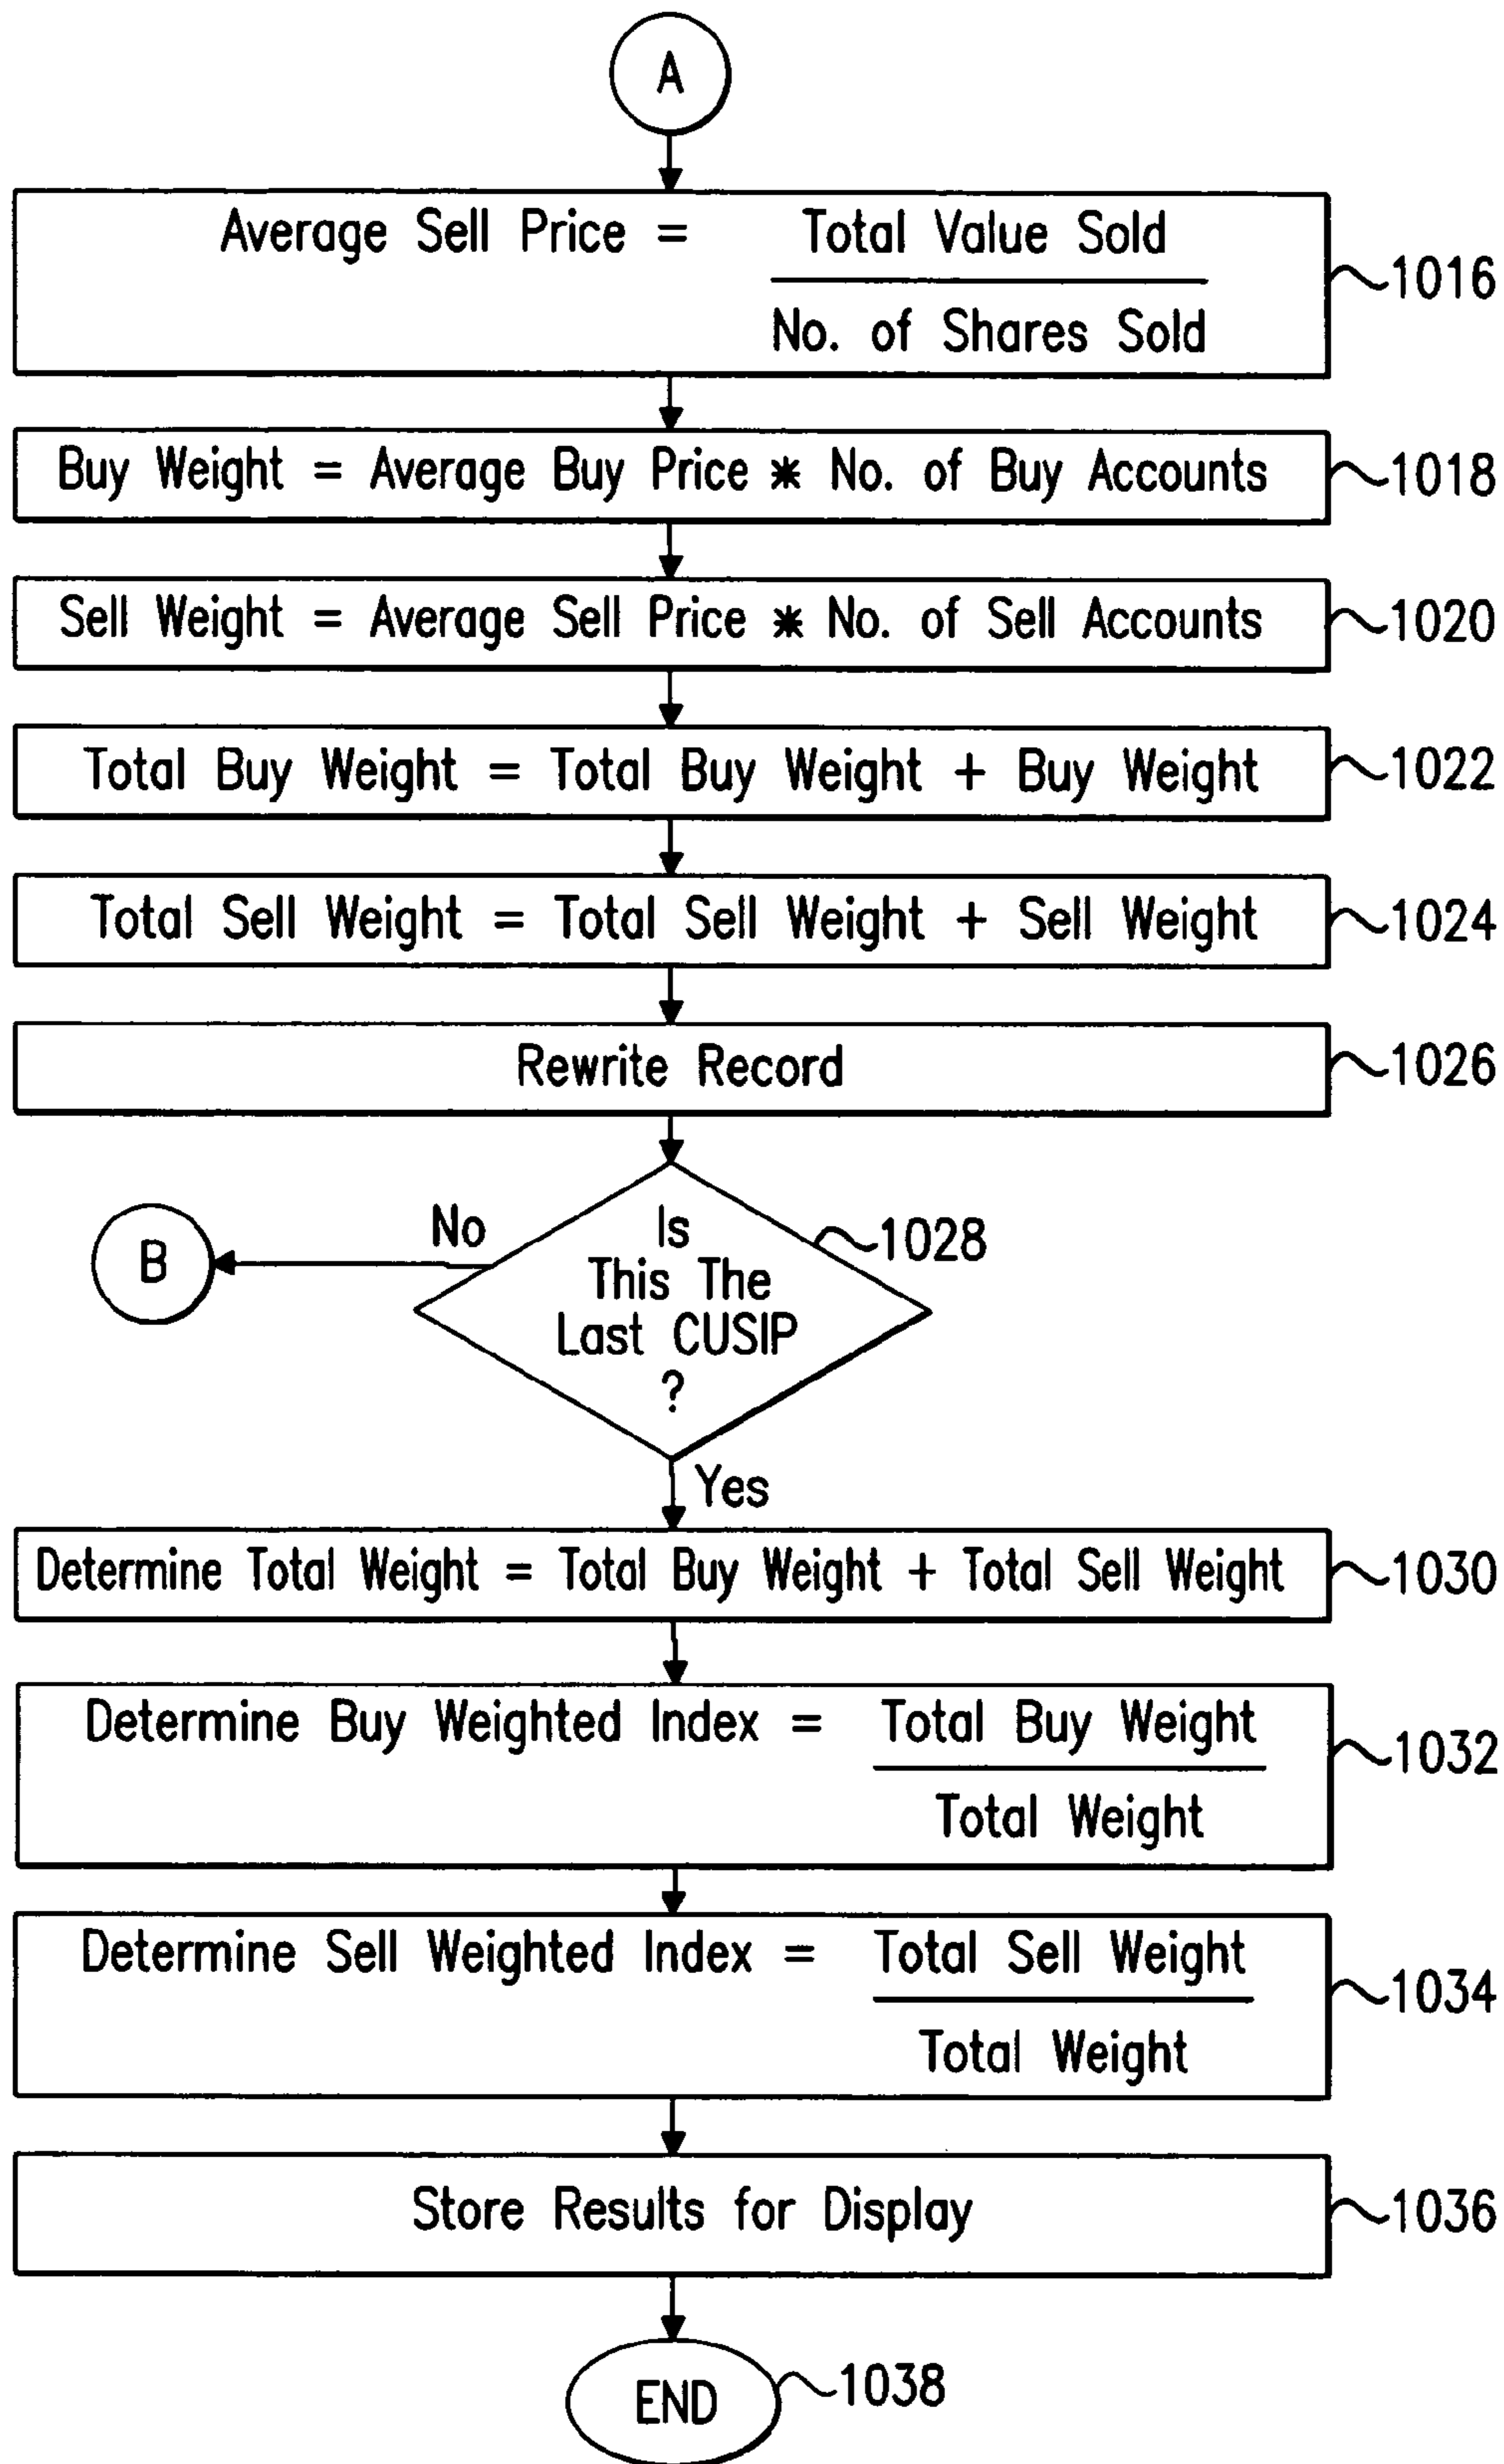 A
Average Sell Price = Total Value Sold
No. of Shares Sold
1016
Buy Weight = Average Buy Price * No. of Buy Accounts
1018
Sell Weight = Average Sell Price * No. of Sell Accounts
1020
Total Buy Weight = Total Buy Weight + Buy Weight
1022
Total Sell Weight = Total Sell Weight + Sell Weight
1024
Rewrite Record
1026
B
No
Is
This The
Last CUSIP
?
1028
Yes
Determine Total Weight = Total Buy Weight + Total Sell Weight
1030
Determine Buy Weighted Index = Total Buy Weight
Total Weight
1032
Determine Sell Weighted Index = Total Sell Weight
Total Weight
1034
Store Results for Display
1036
END
1038